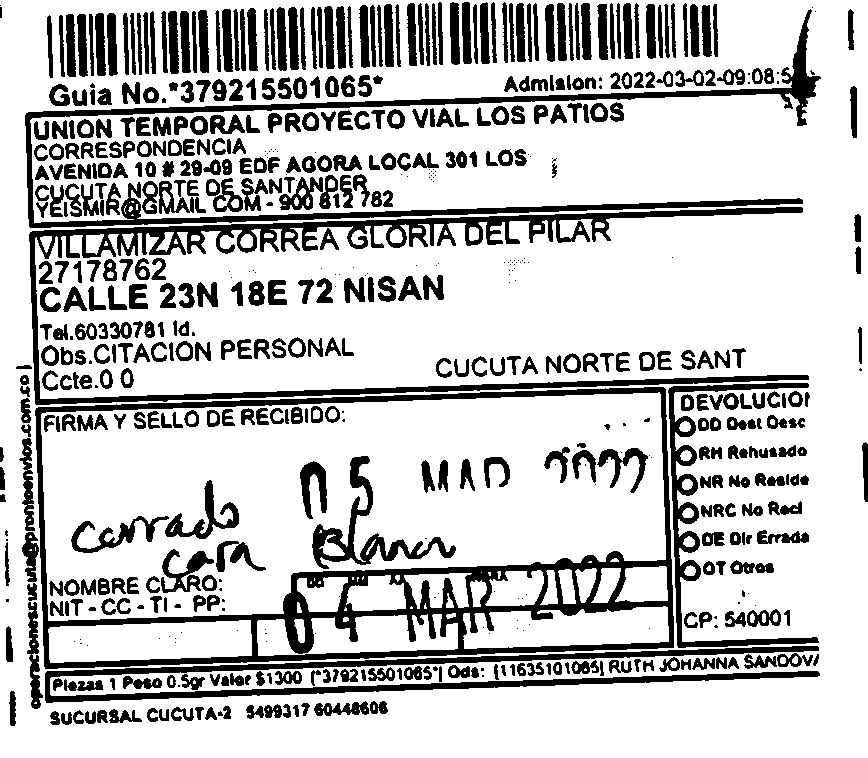 Guia No.*379215501065*
Admision: 2022-03-02-09:08:5
UNION TEMPORAL PROYECTO VIAL LOS PATIOS
CORRESPONDENCIA
AVENIDA 10 # 29-09 EDF AGORA LOCAL 301 LOS
CUCUTA NORTE DE SANTANDER
YEISMIR@GMAIL COM - 900 812 782
VILLAMIZAR CORREA GLORIA DEL PILAR
27178762
CALLE 23N 18E 72 NISAN
Tel.60330781 Id.
Obs.CITACION PERSONAL
Ccte.0 0
CUCUTA NORTE DE SANT
operacionescucuta@prontoenvios.com.co |
FIRMA Y SELLO DE RECIBIDO:
05 MAR 2022
cerrado
casa Blanca
NOMBRE CLARO:
NIT - CC - TI - PP:
04 MAR 2022
DEVOLUCIO
DD Dest Desc
RH Rehusado
NR No Reside
NRC No Recl
DE Dir Errada
OT Otros
CP: 540001
Piezas 1 Peso 0.5gr Valor $1300 [*379215501065*] Ods: [11635101065] RUTH JOHANNA SANDOV
SUCURSAL CUCUTA-2 5499317 60448606